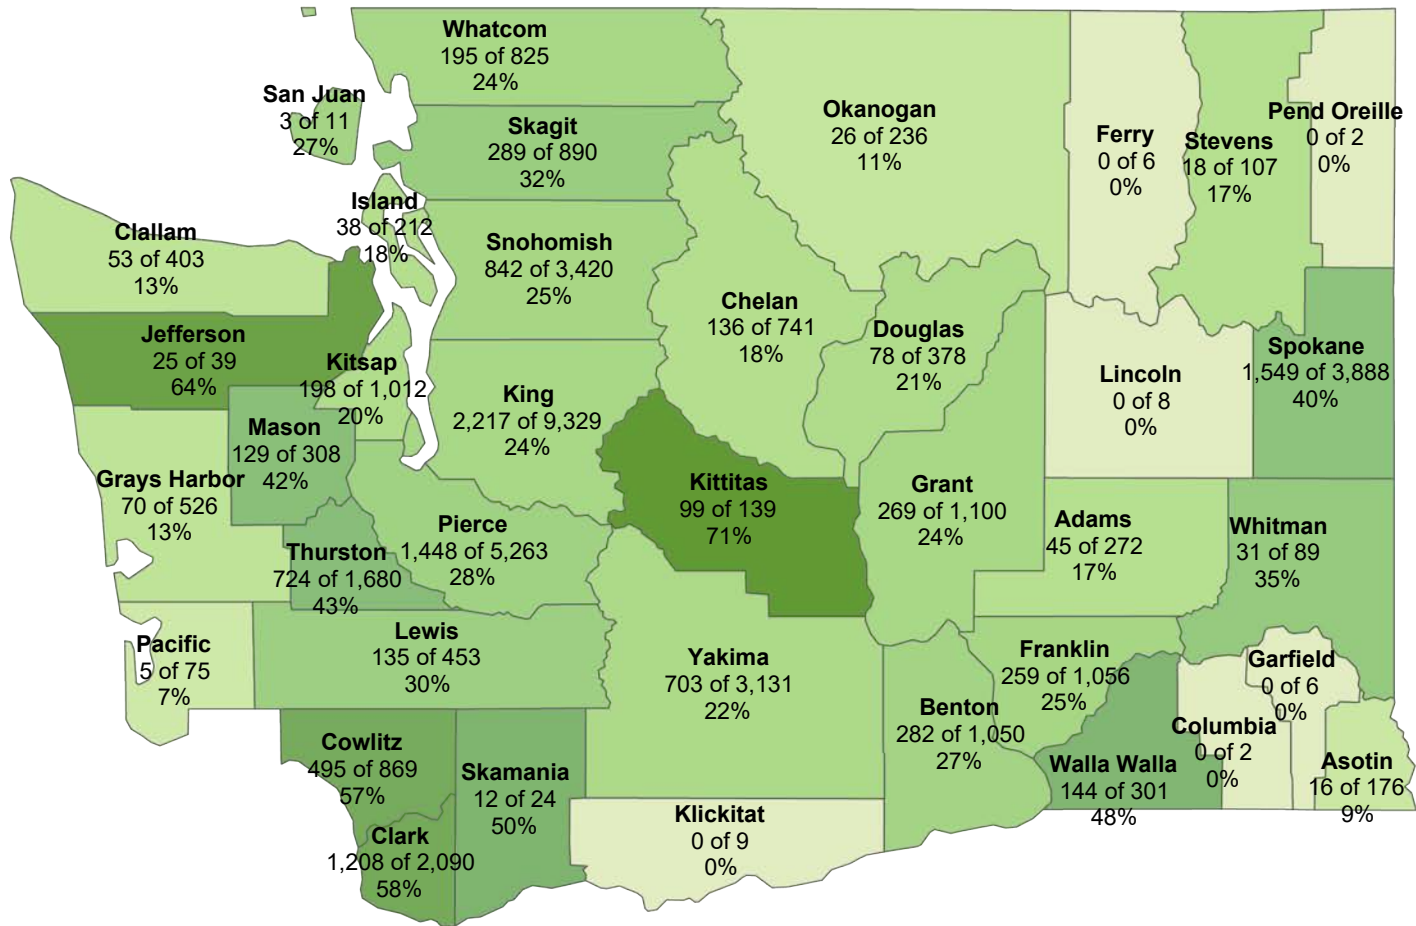 Whatcom
195 of 825
24%
San Juan
3 of 11
27%
Skagit
289 of 890
32%
Okanogan
26 of 236
11%
Ferry
0 of 6
0%
Stevens
18 of 107
17%
Pend Oreille
0 of 2
0%
Island
38 of 212
18%
Clallam
53 of 403
13%
Snohomish
842 of 3,420
25%
Chelan
136 of 741
18%
Douglas
78 of 378
21%
Jefferson
25 of 39
64%
Kitsap
198 of 1,012
20%
King
2,217 of 9,329
24%
Lincoln
0 of 8
0%
Spokane
1,549 of 3,888
40%
Mason
129 of 308
42%
Grays Harbor
70 of 526
13%
Kittitas
99 of 139
71%
Grant
269 of 1,100
24%
Pierce
1,448 of 5,263
28%
Adams
45 of 272
17%
Whitman
31 of 89
35%
Thurston
724 of 1,680
43%
Pacific
5 of 75
7%
Lewis
135 of 453
30%
Yakima
703 of 3,131
22%
Franklin
259 of 1,056
25%
Garfield
0 of 6
0%
Benton
282 of 1,050
27%
Columbia
0 of 2
0%
Cowlitz
495 of 869
57%
Skamania
12 of 24
50%
Walla Walla
144 of 301
48%
Asotin
16 of 176
9%
Klickitat
0 of 9
0%
Clark
1,208 of 2,090
58%